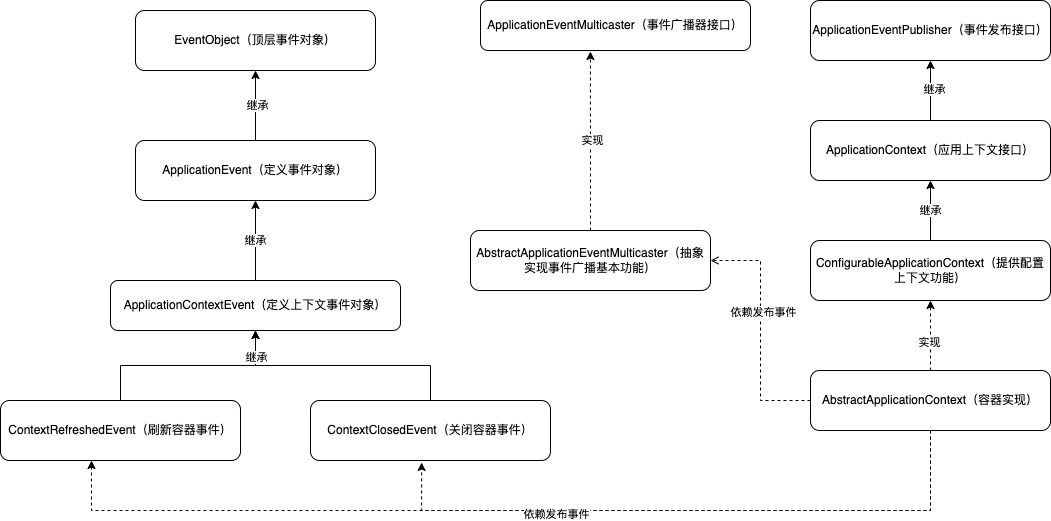 EventObject（顶层事件对象）
ApplicationEventMulticaster（事件广播器接口）
ApplicationEventPublisher（事件发布接口）
继承
继承
实现
ApplicationEvent（定义事件对象）
ApplicationContext（应用上下文接口）
继承
继承
AbstractApplicationEventMulticaster（抽象
实现事件广播基本功能）
ConfigurableApplicationContext（提供配置
上下文功能）
ApplicationContextEvent（定义上下文事件对象）
依赖发布事件
继承
实现
AbstractApplicationContext（容器实现）
ContextRefreshedEvent（刷新容器事件）
ContextClosedEvent（关闭容器事件）
依赖发布事件